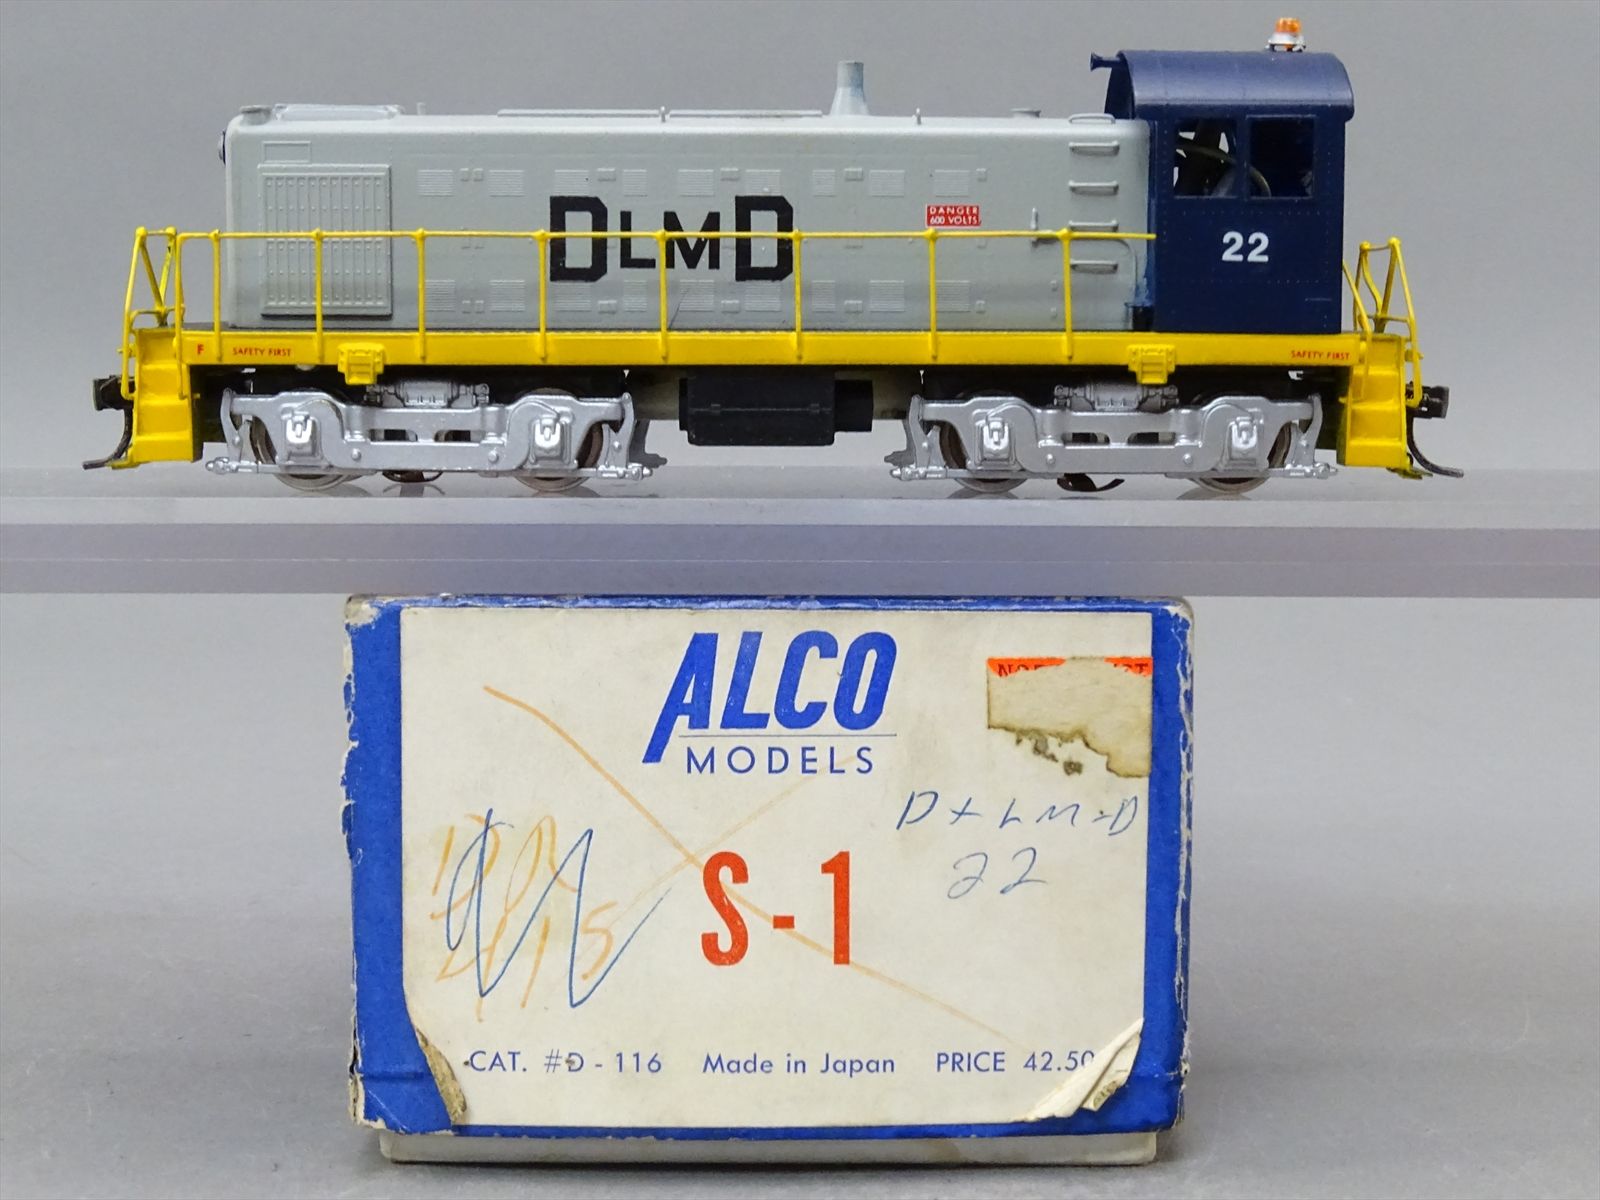 DLMD
DANGER
600 VOLTS
22
F SAFETY FIRST
SAFETY FIRST
ALCO
MODELS
D+LM=D
22
S-1
CAT. #D-116 Made in Japan PRICE 42.50